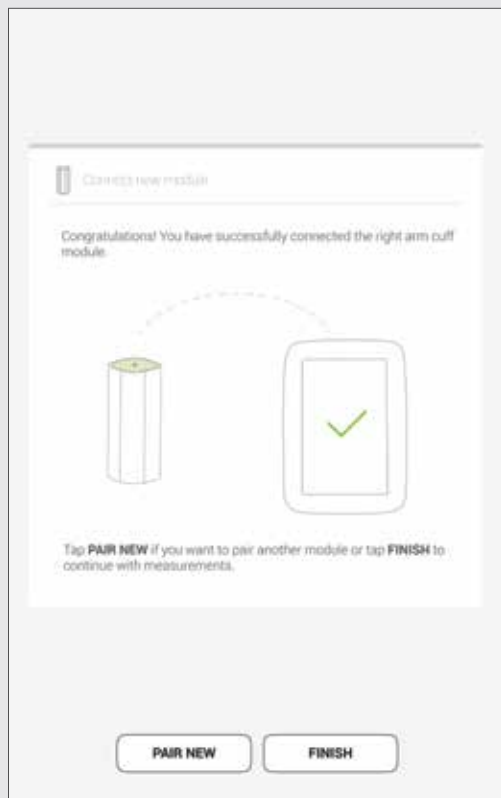 Connect new module
Congratulations! You have successfully connected the right arm cuff
module.
Tap PAIR NEW if you want to pair another module or tap FINISH to
continue with measurements.
PAIR NEW
FINISH